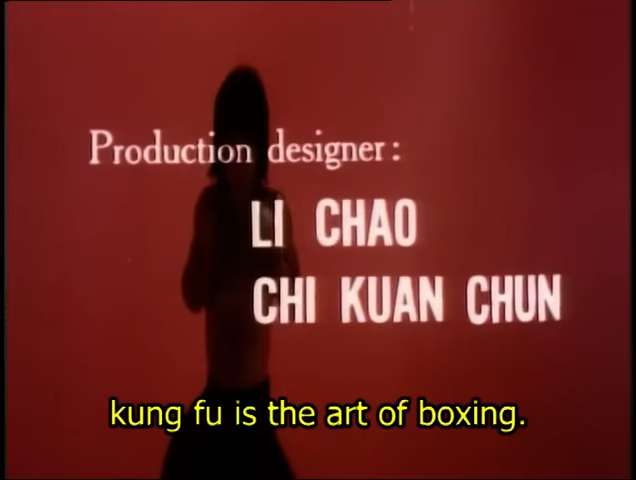 Production designer:
LI CHAO
CHI KUAN CHUN
kung fu is the art of boxing.